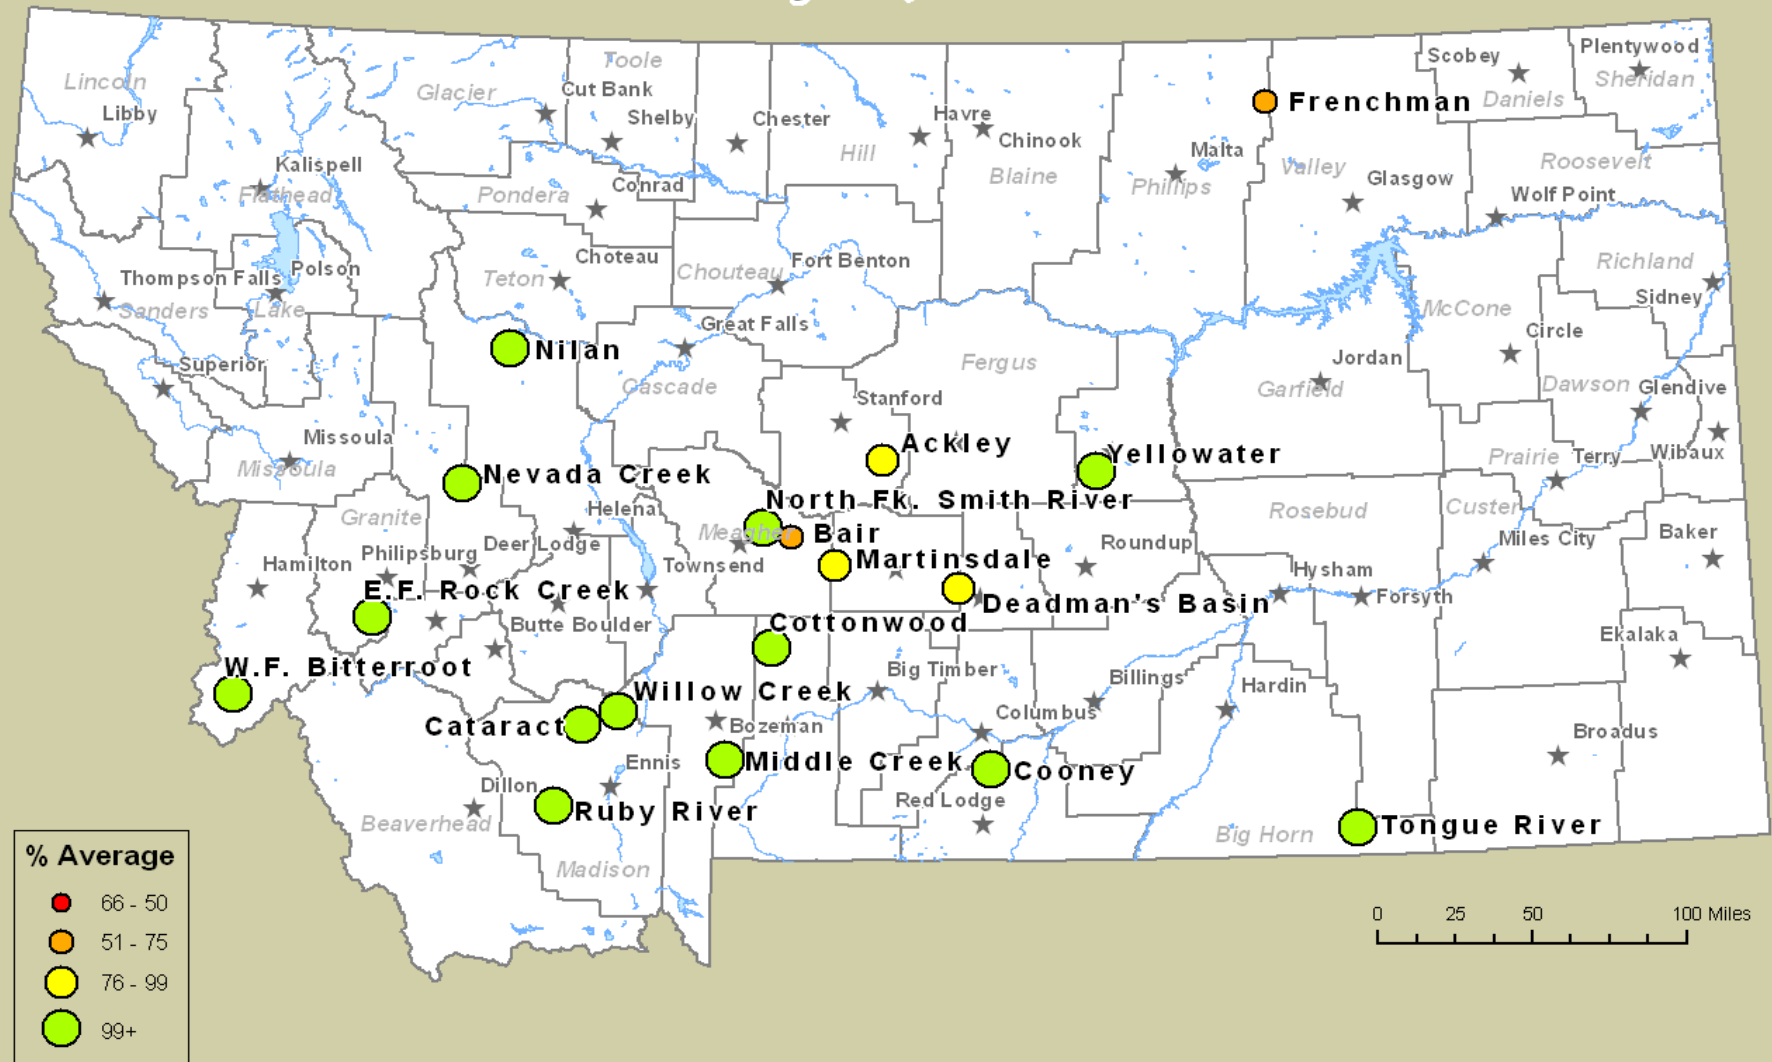 Plentywood
Scobey
Sheridan
Daniels
Toole
Lincoln
Glacier
Cut Bank
Frenchman
Libby
Shelby
Chester
Havre
Chinook
Hill
Malta
Roosevelt
Kalispell
Flathead
Pondera
Conrad
Blaine
Phillips
Valley
Glasgow
Wolf Point
Thompson Falls
Polson
Teton
Choteau
Chouteau
Fort Benton
Richland
Sidney
Sanders
Lake
McCone
Great Falls
Circle
Nilan
Superior
Cascade
Fergus
Jordan
Garfield
Dawson
Glendive
Stanford
Missoula
Missoula
Ackley
Yellowater
Prairie
Terry
Wibaux
Nevada Creek
North Fk. Smith River
Granite
Helena
Meagher
Bair
Rosebud
Custer
Philipsburg
Deer Lodge
Martinsdale
Roundup
Miles City
Baker
Hamilton
Townsend
Hysham
E.F. Rock Creek
Deadman's Basin
Forsyth
Butte
Boulder
Cottonwood
Ekalaka
W.F. Bitterroot
Big Timber
Billings
Hardin
Willow Creek
Cataract
Bozeman
Columbus
Broadus
Ennis
Middle Creek
Cooney
Dillon
Ruby River
Red Lodge
Beaverhead
Big Horn
Tongue River
Madison
% Average
66 - 50
51 - 75
76 - 99
99+
0 25 50 100 Miles